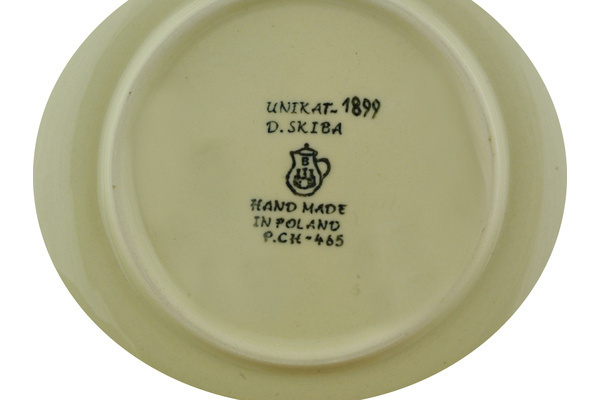 UNIKAT-1899
D. SKIBA
B
HAND MADE
IN POLAND
P.CH-465